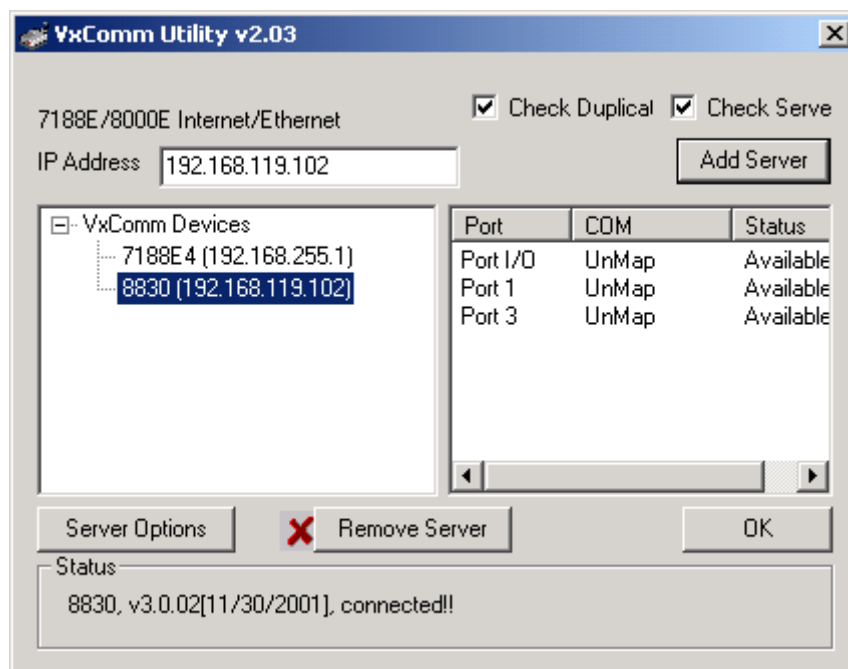 VxComm Utility v2.03
Check Duplical Check Serve
7188E/8000E Internet/Ethernet
IP Address 192.168.119.102 Add Server
VxComm Devices
7188E4 (192.168.255.1)
8830 (192.168.119.102)
Port COM Status
Port I/O UnMap Available
Port 1 UnMap Available
Port 3 UnMap Available
Server Options Remove Server OK
Status
8830, v3.0.02[11/30/2001], connected!!